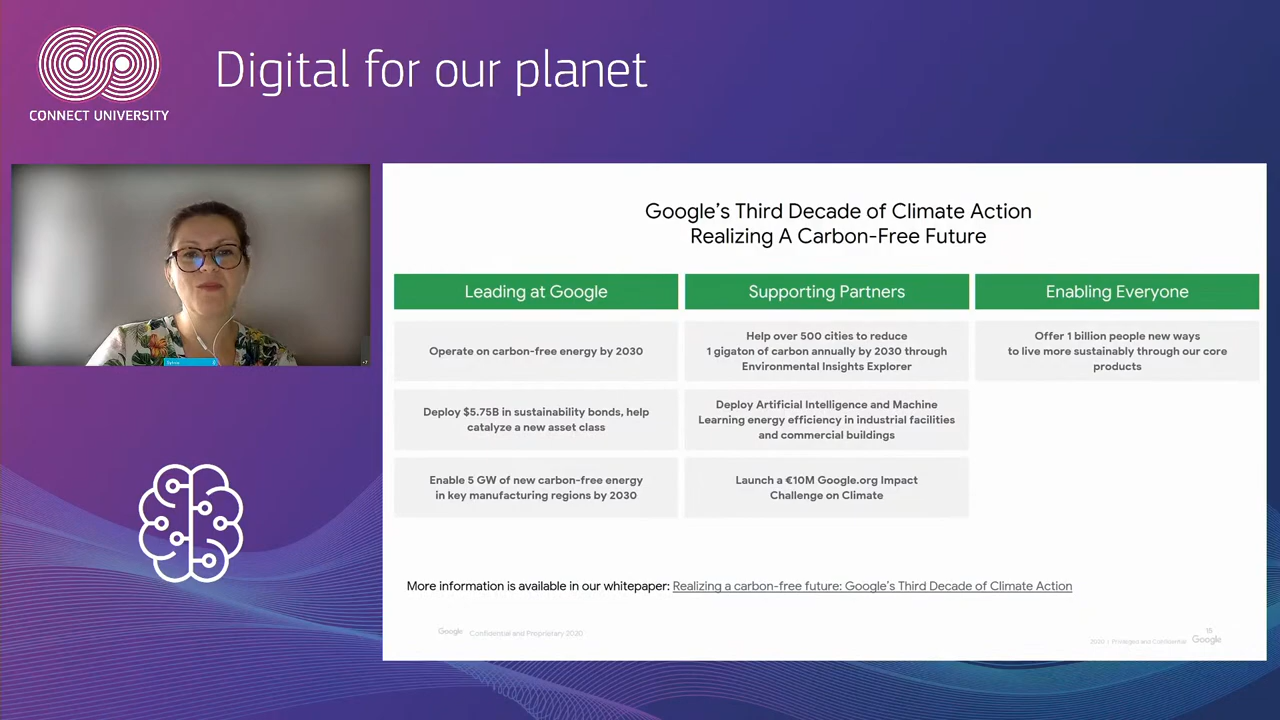 CONNECT UNIVERSITY
Digital for our planet
Sylvia
Google's Third Decade of Climate Action
Realizing A Carbon-Free Future
Leading at Google
Operate on carbon-free energy by 2030
Deploy $5.75B in sustainability bonds, help
catalyze a new asset class
Enable 5 GW of new carbon-free energy
in key manufacturing regions by 2030
Supporting Partners
Help over 500 cities to reduce
1 gigaton of carbon annually by 2030 through
Environmental Insights Explorer
Deploy Artificial Intelligence and Machine
Learning energy efficiency in industrial facilities
and commercial buildings
Launch a €10M Google.org Impact
Challenge on Climate
Enabling Everyone
Offer 1 billion people new ways
to live more sustainably through our core
products
More information is available in our whitepaper: Realizing a carbon-free future: Google's Third Decade of Climate Action
Google Confidential and Proprietary 2020
15
2020 | Privileged and Confidential Google